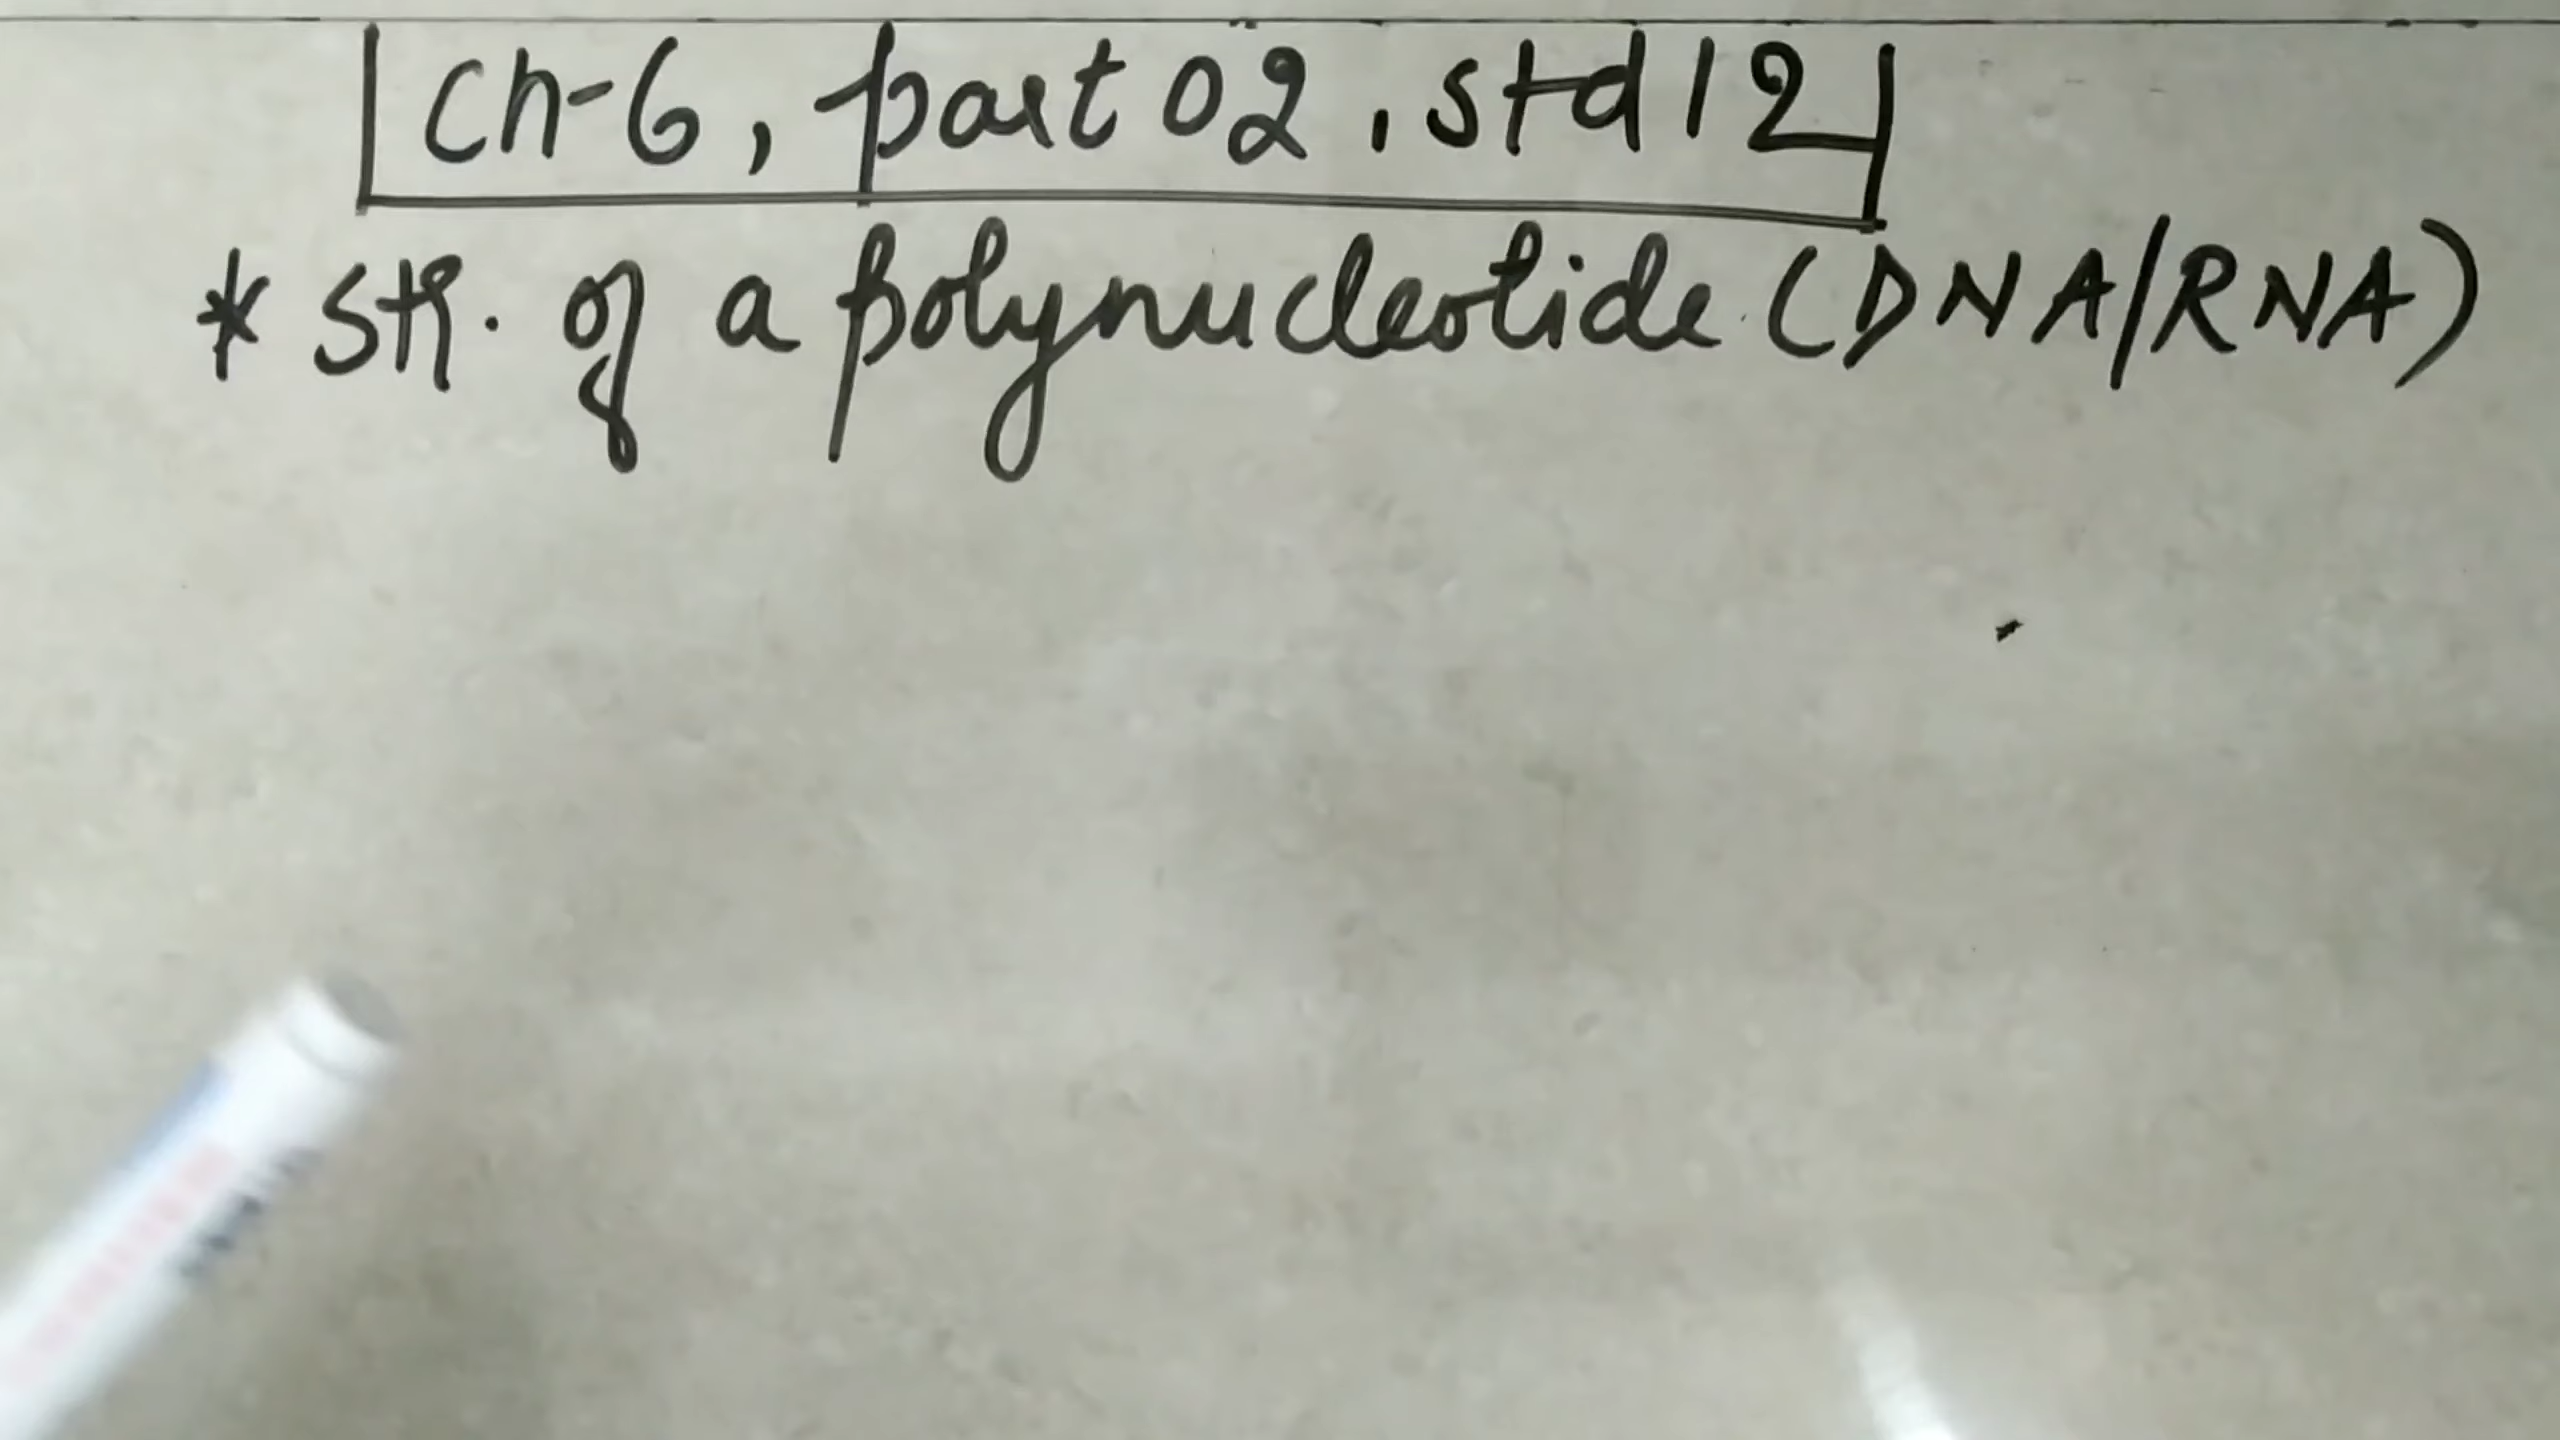 Ch-6, part 02, std 12
* Str. of a polynucleotide (DNA/RNA)